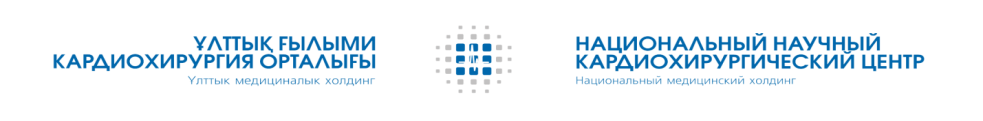 ҰЛТТЫҚ ҒЫЛЫМИ
КАРДИОХИРУРГИЯ ОРТАЛЫҒЫ
Ұлттық медициналық холдинг
НАЦИОНАЛЬНЫЙ НАУЧНЫЙ
КАРДИОХИРУРГИЧЕСКИЙ ЦЕНТР
Национальный медицинский холдинг